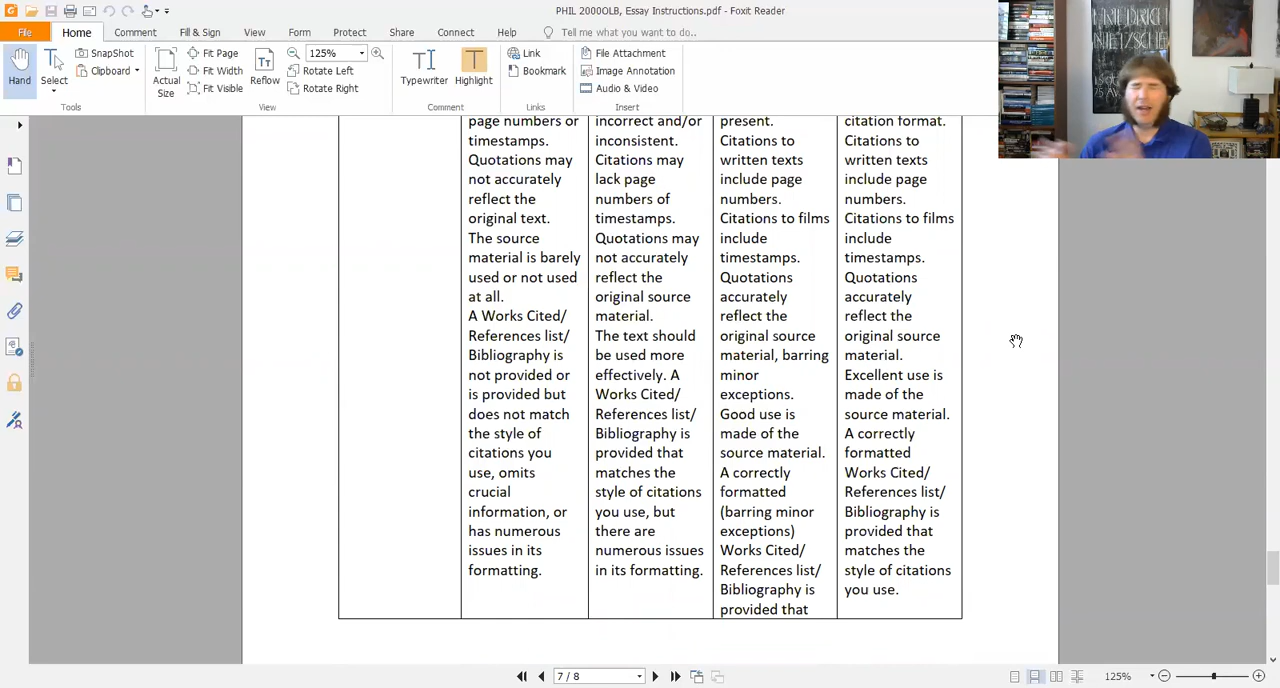 PHIL 2000OLB, Essay Instructions.pdf - Foxit Reader
File
Home
Comment
View
Form
Protect
Share
Connect
Help
Fill & Sign
Tell me what you want to do..
Hand
Select
SnapShot
Clipboard
Tools
Actual
Size
Fit Page
Fit Width
Fit Visible
Reflow
125%
Rotate Left
Rotate Right
View
Typewriter
Highlight
Comment
Link
Bookmark
Links
File Attachment
Image Annotation
Audio & Video
Insert
page numbers or
timestamps.
Quotations may
not accurately
reflect the
original text.
The source
material is barely
used or not used
at all.
A Works Cited/
References list/
Bibliography is
not provided or
is provided but
does not match
the style of
citations you
use, omits
crucial
information, or
has numerous
issues in its
formatting.
incorrect and/or
inconsistent.
Citations may
lack page
numbers of
timestamps.
Quotations may
not accurately
reflect the
original source
material.
The text should
be used more
effectively. A
Works Cited/
References list/
Bibliography is
provided that
matches the
style of citations
you use, but
there are
numerous issues
in its formatting.
present.
Citations to
written texts
include page
numbers.
Citations to films
include
timestamps.
Quotations
accurately
reflect the
original source
material, barring
minor
exceptions.
Good use is
made of the
source material.
A correctly
formatted
(barring minor
exceptions)
Works Cited/
References list/
Bibliography is
provided that
citation format.
Citations to
written texts
include page
numbers.
Citations to films
include
timestamps.
Quotations
accurately
reflect the
original source
material.
Excellent use is
made of the
source material.
A correctly
formatted
Works Cited/
References list/
Bibliography is
provided that
matches the
style of citations
you use.
NIETZSCHE
7 / 8
125%